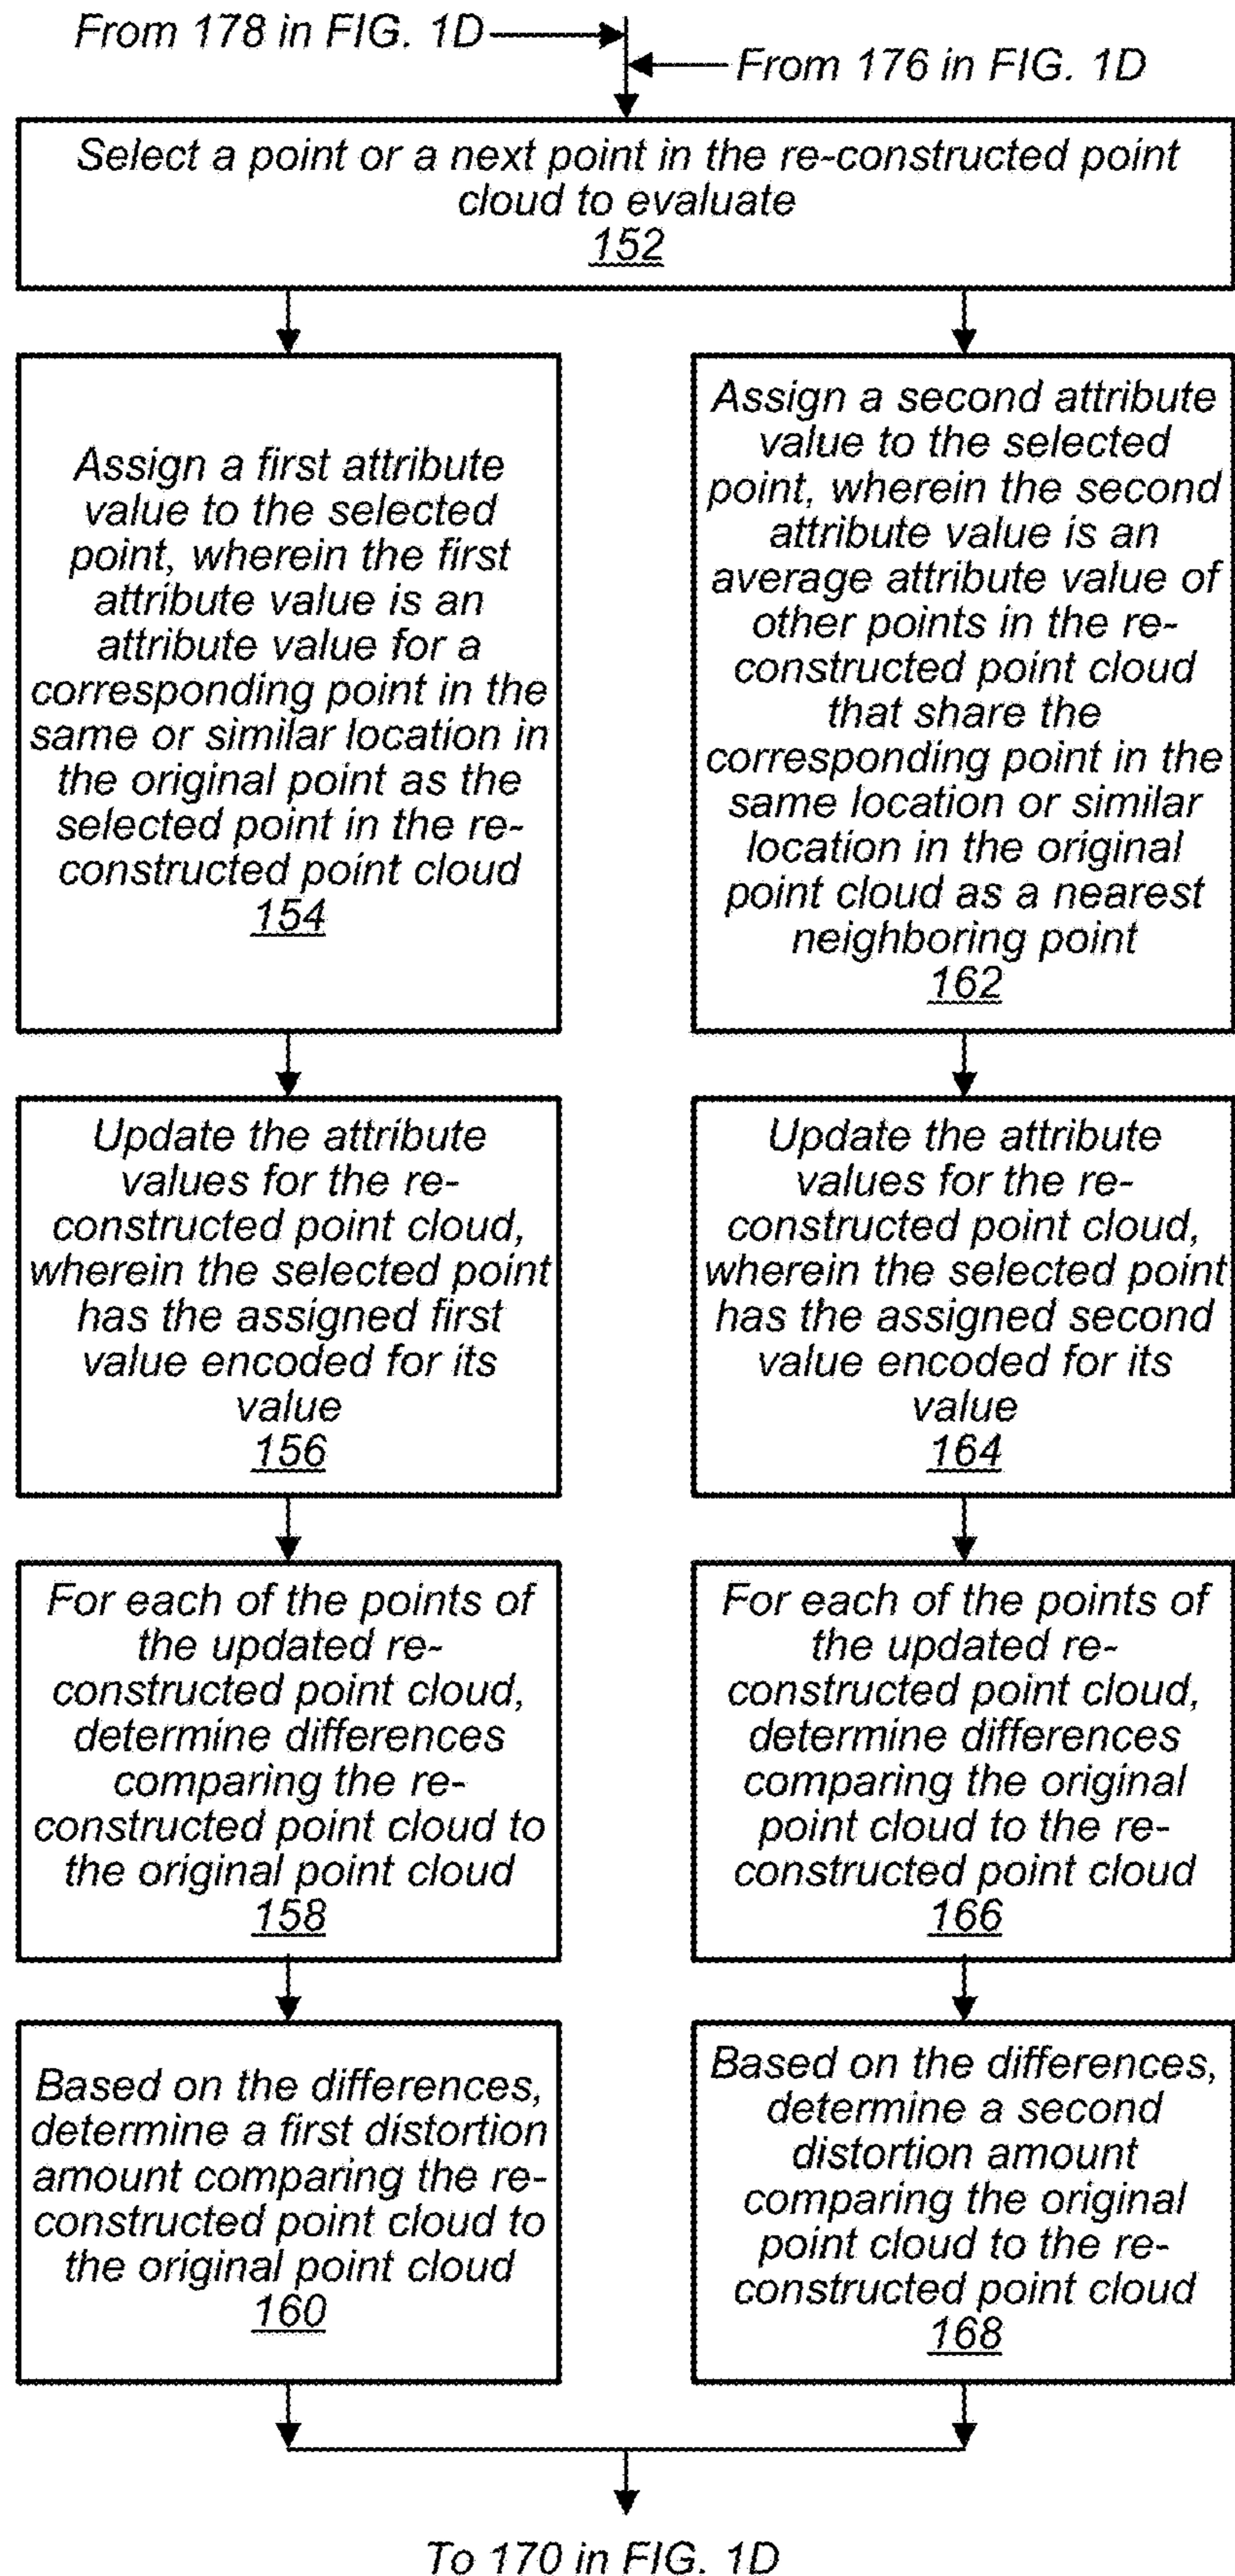 From 178 in FIG. 1D
From 176 in FIG. 1D
Select a point or a next point in the re-constructed point
cloud to evaluate
152
Assign a first attribute
value to the selected
point, wherein the first
attribute value is an
attribute value for a
corresponding point in the
same or similar location in
the original point as the
selected point in the re-
constructed point cloud
154
Assign a second attribute
value to the selected
point, wherein the second
attribute value is an
average attribute value of
other points in the re-
constructed point cloud
that share the
corresponding point in the
same location or similar
location in the original
point cloud as a nearest
neighboring point
162
Update the attribute
values for the re-
constructed point cloud,
wherein the selected point
has the assigned first
value encoded for its
value
156
Update the attribute
values for the re-
constructed point cloud,
wherein the selected point
has the assigned second
value encoded for its
value
164
For each of the points of
the updated re-
constructed point cloud,
determine differences
comparing the re-
constructed point cloud to
the original point cloud
158
For each of the points of
the updated re-
constructed point cloud,
determine differences
comparing the original
point cloud to the re-
constructed point cloud
166
Based on the differences,
determine a first distortion
amount comparing the re-
constructed point cloud to
the original point cloud
160
Based on the differences,
determine a second
distortion amount
comparing the original
point cloud to the re-
constructed point cloud
168
To 170 in FIG. 1D